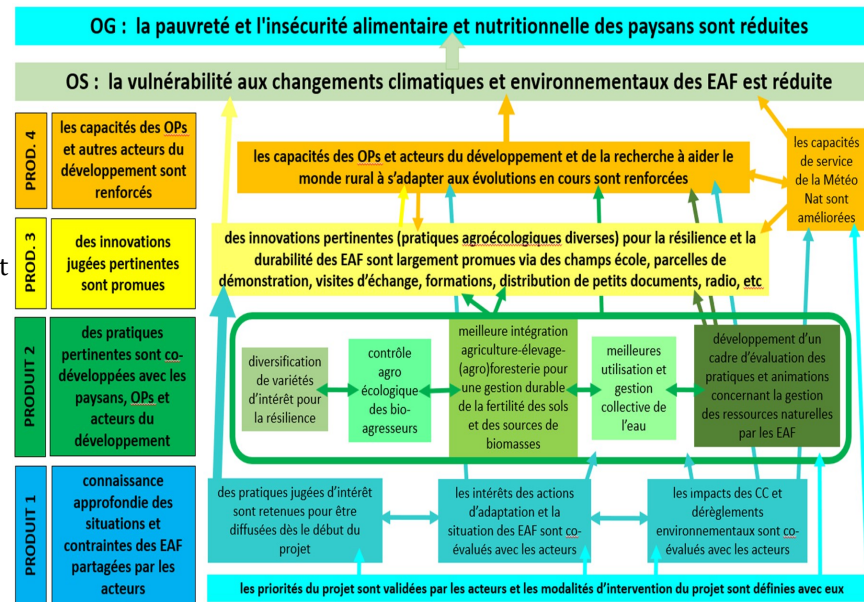 OG : la pauvreté et l'insécurité alimentaire et nutritionnelle des paysans sont réduites
OS : la vulnérabilité aux changements climatiques et environnementaux des EAF est réduite
PROD. 4
les capacités des OPs
et autres acteurs du
développement sont
renforcés
les capacités des OPs et acteurs du développement et de la recherche à aider le
monde rural à s’adapter aux évolutions en cours sont renforcées
les capacités
de service
de la Météo
Nat sont
améliorées
t
PROD. 3
des innovations
jugées pertinentes
sont promues
des innovations pertinentes (pratiques agroécologiques diverses) pour la résilience et la
durabilité des EAF sont largement promues via des champs école, parcelles de
démonstration, visites d’échange, formations, distribution de petits documents, radio, etc
PRODUIT 2
des pratiques
pertinentes sont co-
développées avec les
paysans, OPs et
acteurs du
développement
diversification
de variétés
d’intérêt pour
la résilience
contrôle
agro
écologique
des bio-
agresseurs
meilleure intégration
agriculture-élevage-
(agro)foresterie pour
une gestion durable
de la fertilité des sols
et des sources de
biomasses
meilleures
utilisation et
gestion
collective de
l’eau
développement d’un
cadre d’évaluation des
pratiques et animations
concernant la gestion
des ressources naturelles
par les EAF
PRODUIT 1
connaissance
approfondie des
situations et
contraintes des EAF
partagées par les
acteurs
des pratiques jugées d’intérêt
sont retenues pour être
diffusées dès le début du
projet
les intérêts des actions
d’adaptation et la
situation des EAF sont co-
évalués avec les acteurs
les impacts des CC et
dérèglements
environnementaux sont co-
évalués avec les acteurs
les priorités du projet sont validées par les acteurs et les modalités d’intervention du projet sont définies avec eux